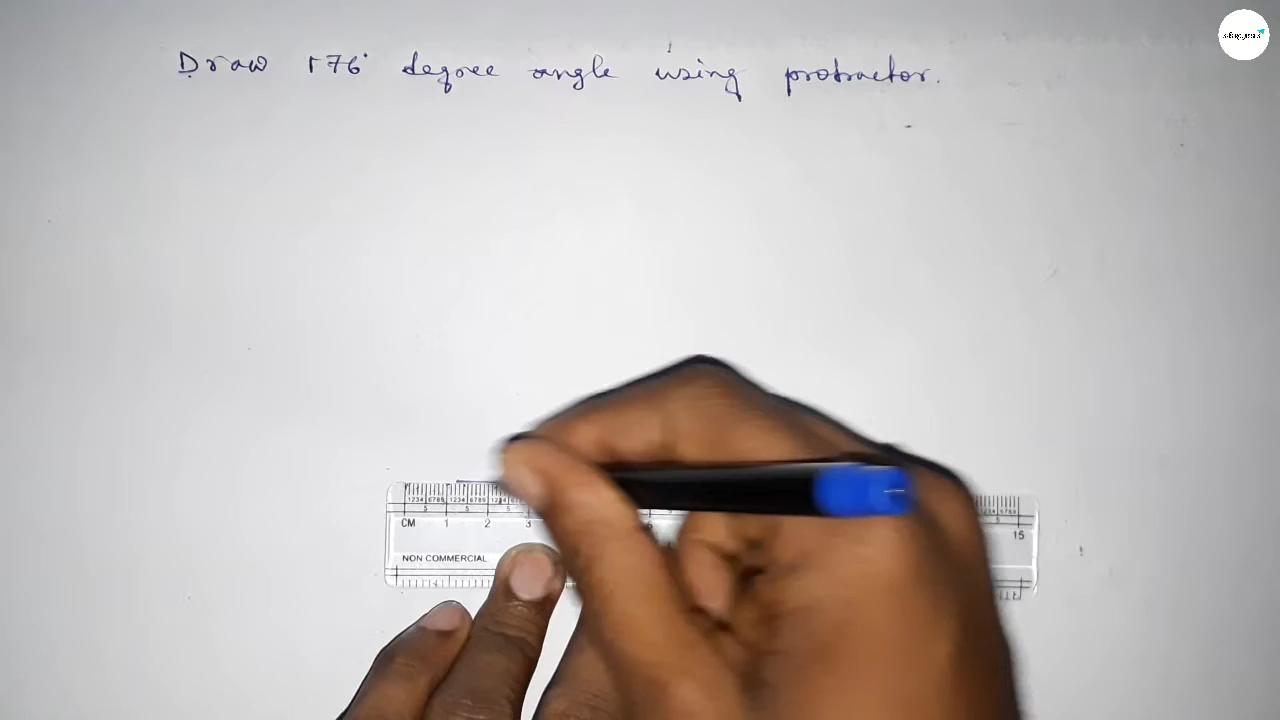 Draw 176° degree angle using protractor.
CM 1 2 3 15
NON COMMERCIAL